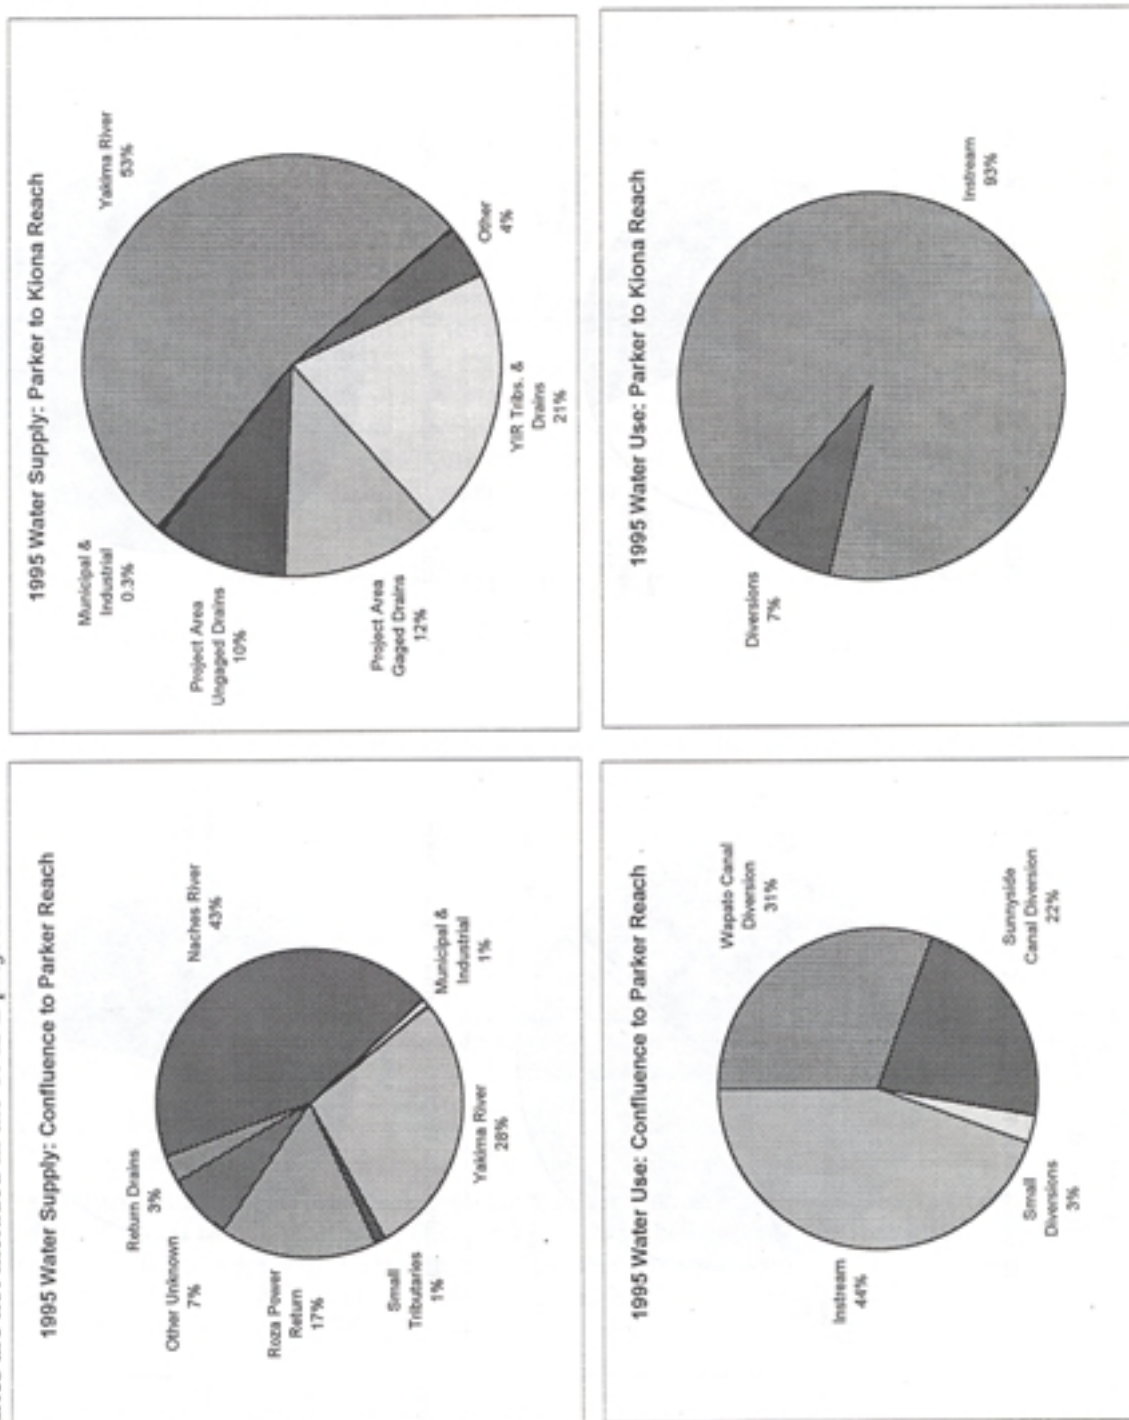 1995 Water Supply: Confluence to Parker Reach
Return Drains
3%
Naches River
43%
Other Unknown
7%
Roza Power
Return
17%
Small
Tributaries
1%
Yakima River
28%
Municipal &
Industrial
1%
1995 Water Supply: Parker to Kiona Reach
Municipal &
Industrial
0.3%
Yakima River
53%
Project Area
Ungaged Drains
10%
Project Area
Gaged Drains
12%
YIR Tribs. &
Drains
21%
Other
4%
1995 Water Use: Confluence to Parker Reach
Instream
44%
Wapato Canal
Diversion
31%
Small
Diversions
3%
Sunnyside
Canal Diversion
22%
1995 Water Use: Parker to Kiona Reach
Diversions
7%
Instream
93%